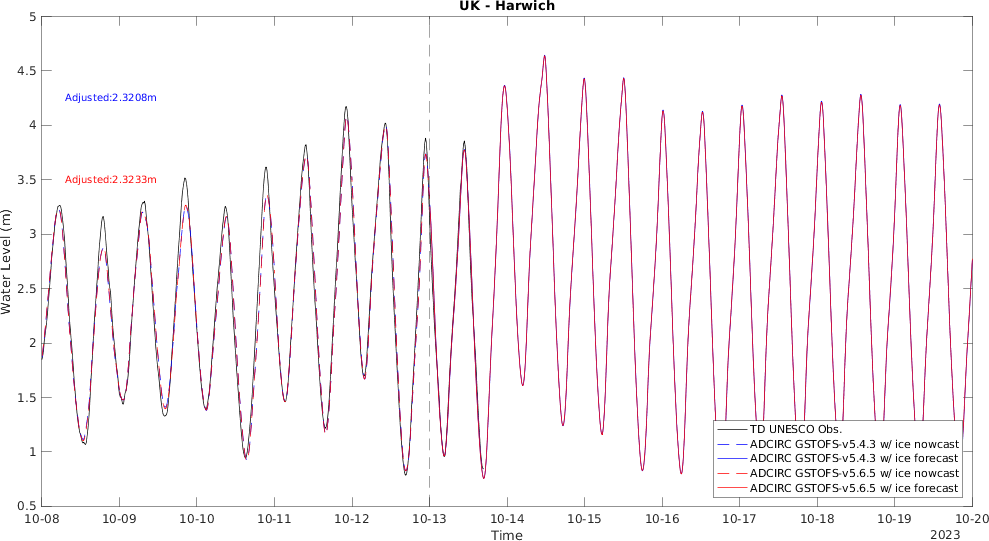 UK - Harwich
5
4.5
4
3.5
3
2.5
2
1.5
1
0.5
Water Level (m)
Adjusted:2.3208m
Adjusted:2.3233m
TD UNESCO Obs.
ADCIRC GSTOFS-v5.4.3 w/ ice nowcast
ADCIRC GSTOFS-v5.4.3 w/ ice forecast
ADCIRC GSTOFS-v5.6.5 w/ ice nowcast
ADCIRC GSTOFS-v5.6.5 w/ ice forecast
10-08 10-09 10-10 10-11 10-12 10-13 10-14 10-15 10-16 10-17 10-18 10-19 10-20
Time
2023